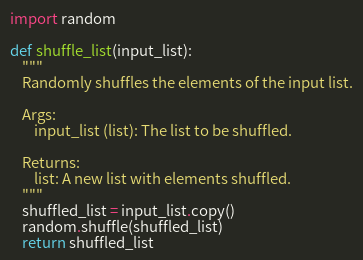 import random

def shuffle_list(input_list):
    """
    Randomly shuffles the elements of the input list.

    Args:
        input_list (list): The list to be shuffled.

    Returns:
        list: A new list with elements shuffled.
    """
    shuffled_list = input_list.copy()
    random.shuffle(shuffled_list)
    return shuffled_list